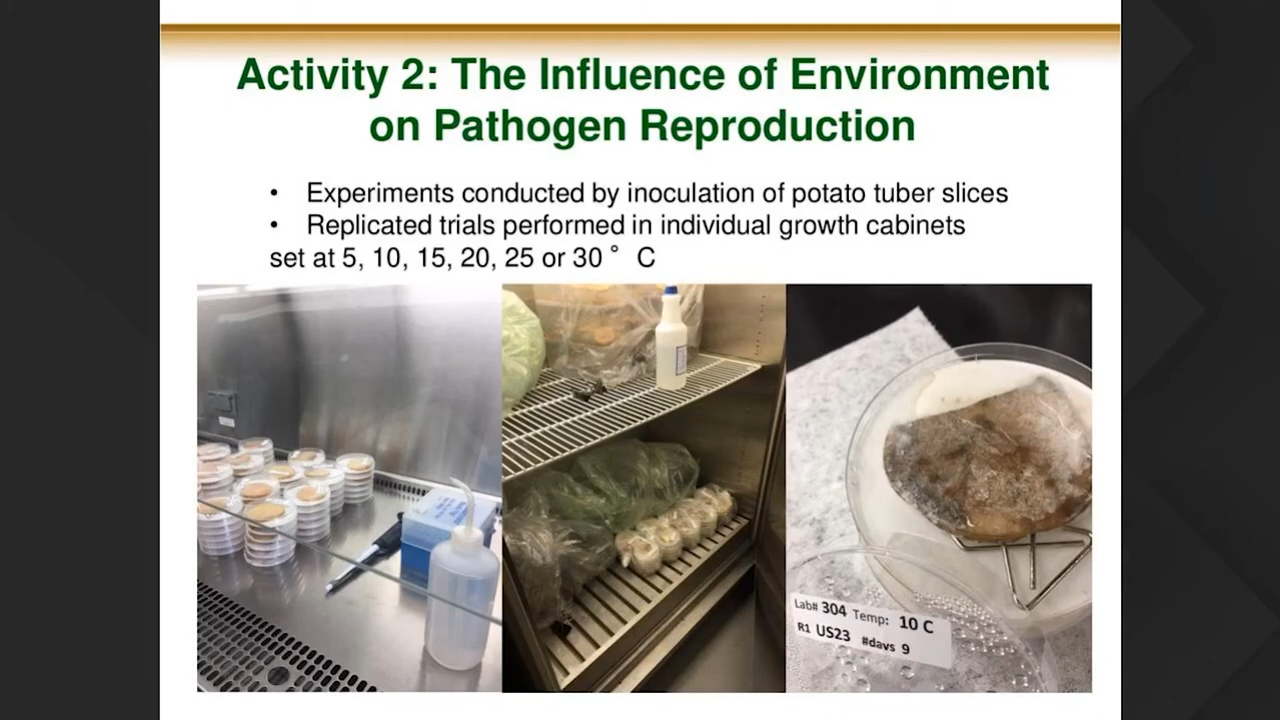 Activity 2: The Influence of Environment
on Pathogen Reproduction
• Experiments conducted by inoculation of potato tuber slices
• Replicated trials performed in individual growth cabinets
set at 5, 10, 15, 20, 25 or 30 ° C
Lab# 304 Temp: 10 C
R1 US23 #days 9